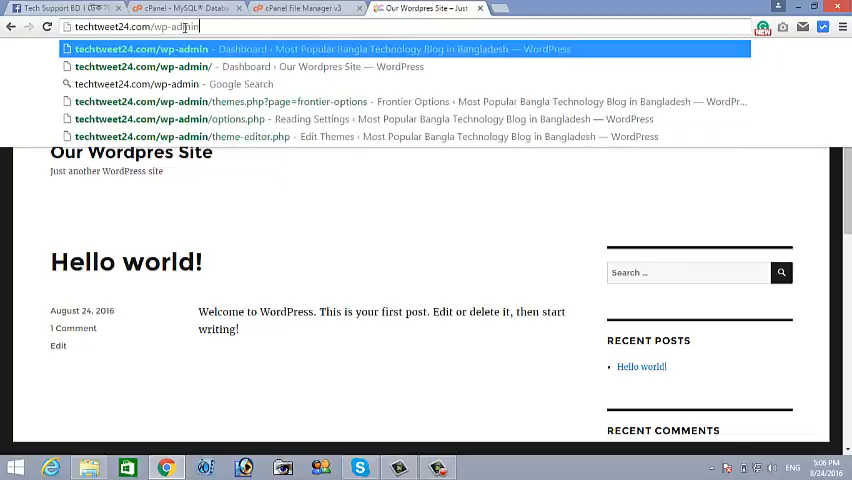 Tech Support BD । টেক
cPanel - MySQL® Databa
cPanel File Manager v3
Our Wordpres Site – Just
techtweet24.com/wp-admin
NEW
techtweet24.com/wp-admin - Dashboard ‹ Most Popular Bangla Technology Blog in Bangladesh — WordPress
techtweet24.com/wp-admin/ - Dashboard ‹ Our Wordpres Site — WordPress
techtweet24.com/wp-admin - Google Search
techtweet24.com/wp-admin/themes.php?page=frontier-options - Frontier Options ‹ Most Popular Bangla Technology Blog in Bangladesh — WordPr...
techtweet24.com/wp-admin/options.php - Reading Settings ‹ Most Popular Bangla Technology Blog in Bangladesh — WordPress
techtweet24.com/wp-admin/theme-editor.php - Edit Themes ‹ Most Popular Bangla Technology Blog in Bangladesh — WordPress
Our Wordpres Site
Just another WordPress site
Hello world!
August 24, 2016
1 Comment
Edit
Welcome to WordPress. This is your first post. Edit or delete it, then start
writing!
Search ...
RECENT POSTS
Hello world!
RECENT COMMENTS
ENG
5:06 PM
8/24/2016